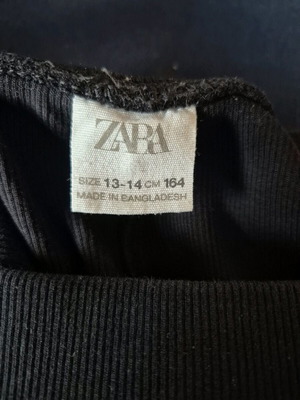 ZARA
SIZE 13-14 CM 164
MADE IN BANGLADESH